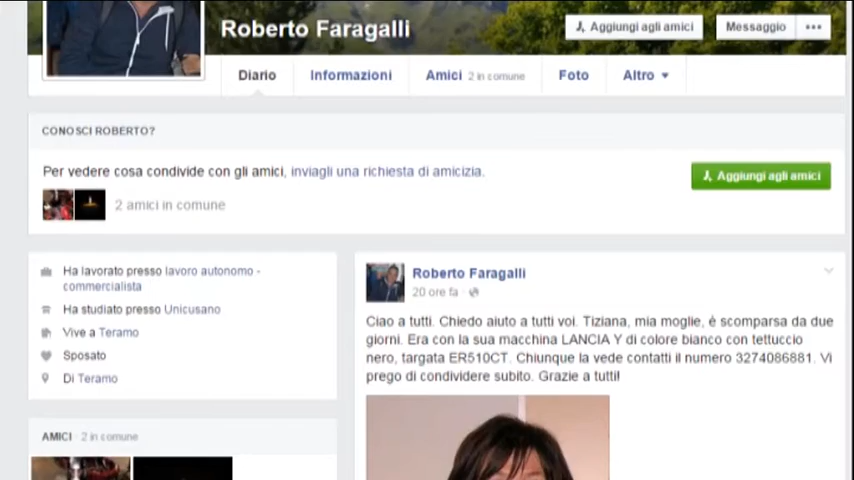 Roberto Faragalli
Aggiungi agli amici
Messaggio
Diario
Informazioni
Amici 2 in comune
Foto
Altro
CONOSCI ROBERTO?
Per vedere cosa condivide con gli amici, inviagli una richiesta di amicizia.
Aggiungi agli amici
2 amici in comune
Ha lavorato presso lavoro autonomo -
commercialista
Ha studiato presso Unicusano
Vive a Teramo
Sposato
Di Teramo
AMICI · 2 in comune
Roberto Faragalli
20 ore fa ·
Ciao a tutti. Chiedo aiuto a tutti voi. Tiziana, mia moglie, è scomparsa da due
giorni. Era con la sua macchina LANCIA Y di colore bianco con tettuccio
nero, targata ER510CT. Chiunque la vede contatti il numero 3274086881. Vi
prego di condividere subito. Grazie a tutti!